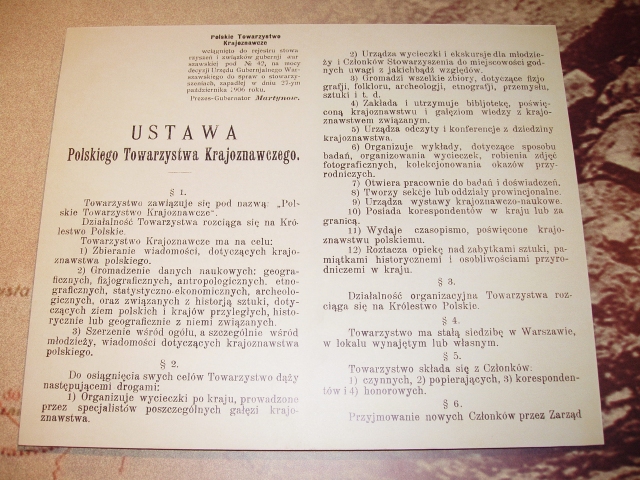 Polskie Towarzystwo
Krajoznawcze
wciągnięto do rejestru stowa
rzyszeń i związków gubernji war
szawskiej pod № 42, na mocy
decyzji Urzędu Gubernjalnego War-
szawskiego do spraw o stowarzy-
szeniach, zapadłej w dniu 27-ym
października 1906 roku.
Prezes-Gubernator Martynow.
USTAWA
Polskiego Towarzystwa Krajoznawczego.
§ 1.
Towarzystwo zawiązuje się pod nazwą: „Pol-
skie Towarzystwo Krajoznawcze“.
Działalność Towarzystwa rozciąga się na Kró-
lestwo Polskie.
Towarzystwo Krajoznawcze ma na celu:
1) Zbieranie wiadomości, dotyczących krajo-
znawstwa polskiego.
2) Gromadzenie danych naukowych: geogra-
ficznych, fizjograficznych, antropologicznych, etno-
graficznych, statystyczno-ekonomicznych, archeolo-
gicznych, oraz związanych z historją sztuki, doty-
czących ziem polskich i krajów przyległych, histo-
rycznie lub geograficznie z niemi związanych.
3) Szerzenie wśród ogółu, a szczególnie wśród
młodzieży, wiadomości dotyczących krajoznawstwa
polskiego.
§ 2.
Do osiągnięcia swych celów Towarzystwo dąży
następującemi drogami:
1) Organizuje wycieczki po kraju, prowadzone
przez specjalistów poszczególnych gałęzi krajo-
znawstwa.
2) Urządza wycieczki i ekskursje dla młodzie-
ży i Członków Stowarzyszenia do miejscowości god-
nych uwagi z jakichbądź względów.
3) Gromadzi wszelkie zbiory, dotyczące fizjo
grafji, folkloru, archeologji, etnografji, przemysłu,
sztuki i t. d.
4) Zakłada i utrzymuje bibljotekę, poświę-
coną krajoznawstwu i gałęziom wiedzy z krajo-
znawstwem związanym.
5) Urządza odczyty i konferencje z dziedziny
krajoznawstwa.
6) Organizuje wykłady, dotyczące sposobu
badań, organizowania wycieczek, robienia zdjęć
fotograficznych, kolekcjonowania okazów przy-
rodniczych.
7) Otwiera pracownie do badań i doświadczeń.
8) Tworzy sekcje lub oddziały prowincjonalne.
9) Urządza wystawy krajoznawczo-naukowe.
10) Posiada korespondentów w kraju lub za
granicą.
11) Wydaje czasopismo, poświęcone krajo-
znawstwu polskiemu.
12) Roztacza opiekę nad zabytkami sztuki, pa-
miątkami historycznemi i osobliwościami przyro-
dniczemi w kraju.
§ 3.
Działalność organizacyjna Towarzystwa roz-
ciąga się na Królestwo Polskie.
§ 4.
Towarzystwo ma stałą siedzibę w Warszawie,
w lokalu wynajętym lub własnym.
§ 5.
Towarzystwo składa się z Członków:
1) czynnych, 2) popierających, 3) koresponden-
tów i 4) honorowych.
§ 6.
Przyjmowanie nowych Członków przez Zarząd